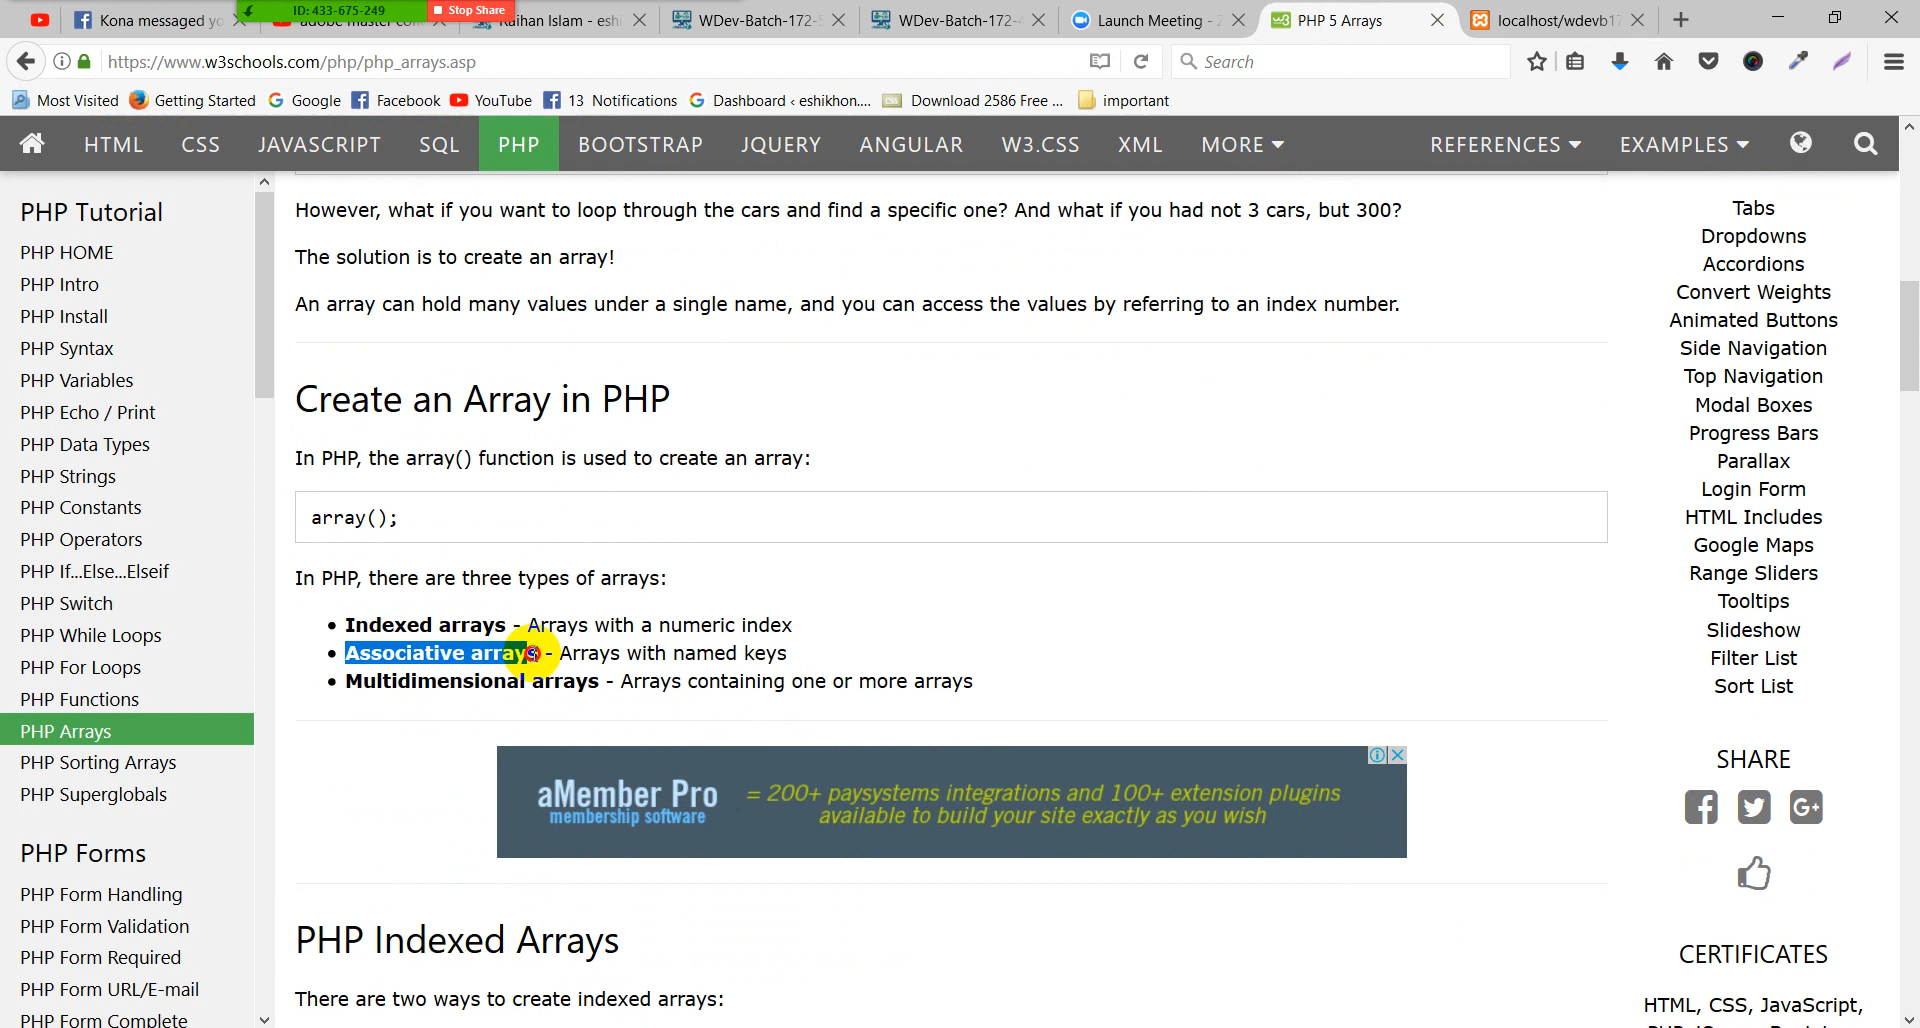 ID: 433-675-249
Stop Share
Kona messaged yo
Raihan Islam - eshi
WDev-Batch-172-
WDev-Batch-172-
Launch Meeting - Z
PHP 5 Arrays
localhost/wdevb17
https://www.w3schools.com/php/php_arrays.asp
Search
Most Visited
Getting Started
Google
Facebook
YouTube
13 Notifications
Dashboard ‹ eshikhon....
Download 2586 Free ...
important
HTML
CSS
JAVASCRIPT
SQL
PHP
BOOTSTRAP
JQUERY
ANGULAR
W3.CSS
XML
MORE
REFERENCES
EXAMPLES
PHP Tutorial
PHP HOME
PHP Intro
PHP Install
PHP Syntax
PHP Variables
PHP Echo / Print
PHP Data Types
PHP Strings
PHP Constants
PHP Operators
PHP If...Else...Elseif
PHP Switch
PHP While Loops
PHP For Loops
PHP Functions
PHP Arrays
PHP Sorting Arrays
PHP Superglobals
PHP Forms
PHP Form Handling
PHP Form Validation
PHP Form Required
PHP Form URL/E-mail
PHP Form Complete
However, what if you want to loop through the cars and find a specific one? And what if you had not 3 cars, but 300?
The solution is to create an array!
An array can hold many values under a single name, and you can access the values by referring to an index number.
Create an Array in PHP
In PHP, the array() function is used to create an array:
array();
In PHP, there are three types of arrays:
• Indexed arrays - Arrays with a numeric index
• Associative arrays - Arrays with named keys
• Multidimensional arrays - Arrays containing one or more arrays
aMember Pro
membership software
= 200+ paysystems integrations and 100+ extension plugins
available to build your site exactly as you wish
PHP Indexed Arrays
There are two ways to create indexed arrays:
Tabs
Dropdowns
Accordions
Convert Weights
Animated Buttons
Side Navigation
Top Navigation
Modal Boxes
Progress Bars
Parallax
Login Form
HTML Includes
Google Maps
Range Sliders
Tooltips
Slideshow
Filter List
Sort List
SHARE
CERTIFICATES
HTML, CSS, JavaScript,